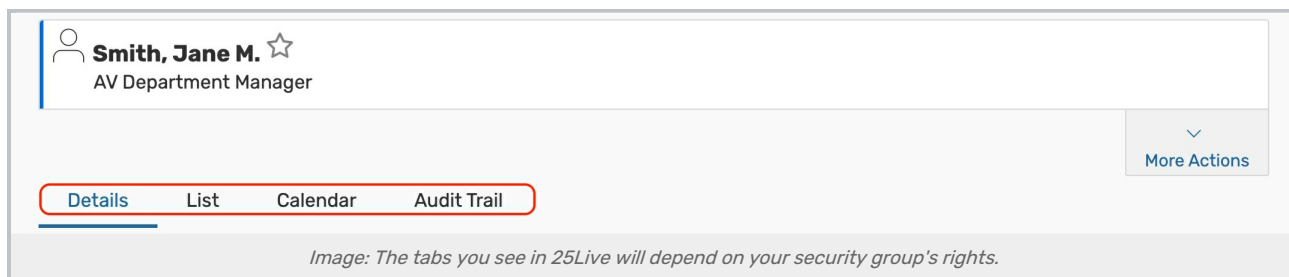 Smith, Jane M.
AV Department Manager
More Actions
Details List Calendar Audit Trail
Image: The tabs you see in 25Live will depend on your security group's rights.